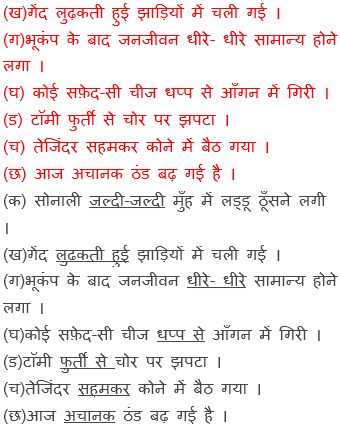 (ख)गेंद लुढ़कती हुई झाड़ियों में चली गई ।
(ग)भूकंप के बाद जनजीवन धीरे- धीरे सामान्य होने
लगा ।
(घ) कोई सफ़ेद-सी चीज धप्प से आँगन में गिरी ।
(ड) टॉमी फुर्ती से चोर पर झपटा ।
(च) तेजिंदर सहमकर कोने में बैठ गया ।
(छ) आज अचानक ठंड बढ़ गई है ।
(क) सोनाली जल्दी-जल्दी मुँह में लड्डू ठूँसने लगी
।
(ख)गेंद लुढ़कती हुई झाड़ियों में चली गई ।
(ग)भूकंप के बाद जनजीवन धीरे- धीरे सामान्य होने
लगा ।
(घ)कोई सफ़ेद-सी चीज धप्प से आँगन में गिरी ।
(ड)टॉमी फुर्ती से चोर पर झपटा ।
(च)तेजिंदर सहमकर कोने में बैठ गया ।
(छ)आज अचानक ठंड बढ़ गई है ।